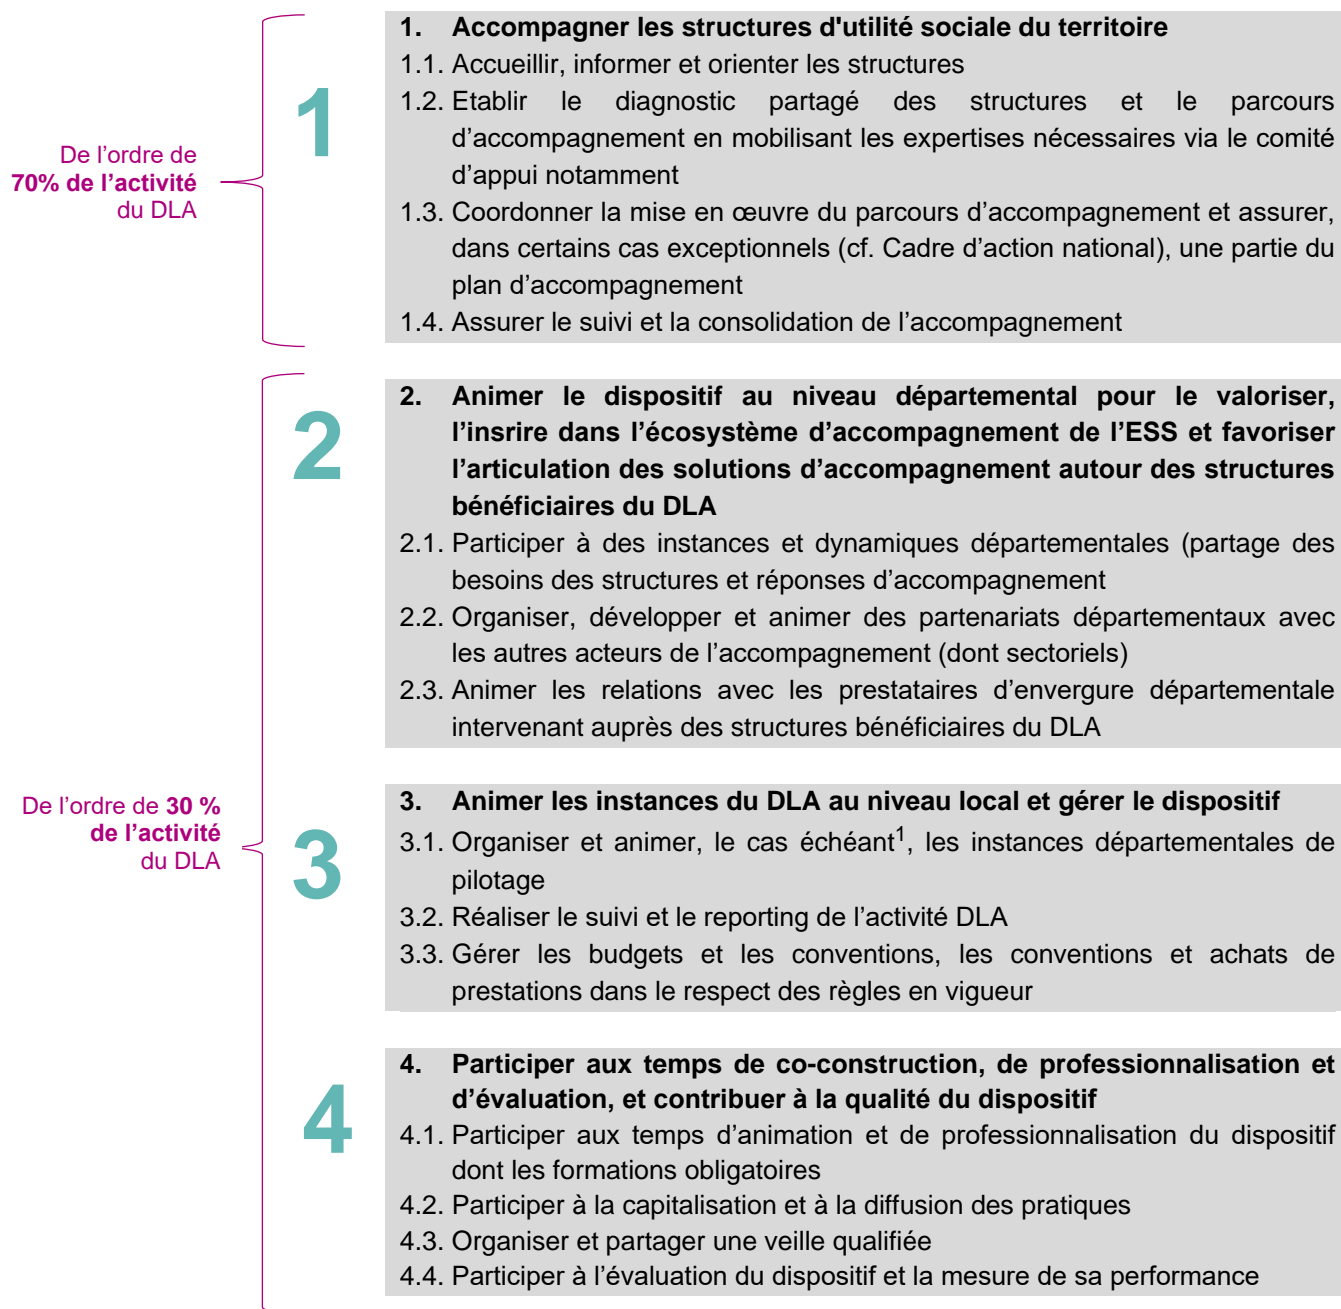 De l’ordre de
70% de l’activité
du DLA
1
1. Accompagner les structures d'utilité sociale du territoire
1.1. Accueillir, informer et orienter les structures
1.2. Etablir le diagnostic partagé des structures et le parcours
d’accompagnement en mobilisant les expertises nécessaires via le comité
d’appui notamment
1.3. Coordonner la mise en œuvre du parcours d’accompagnement et assurer,
dans certains cas exceptionnels (cf. Cadre d’action national), une partie du
plan d’accompagnement
1.4. Assurer le suivi et la consolidation de l’accompagnement
De l’ordre de 30 %
de l’activité
du DLA
2
2. Animer le dispositif au niveau départemental pour le valoriser,
l’insrire dans l’écosystème d’accompagnement de l’ESS et favoriser
l’articulation des solutions d’accompagnement autour des structures
bénéficiaires du DLA
2.1. Participer à des instances et dynamiques départementales (partage des
besoins des structures et réponses d’accompagnement
2.2. Organiser, développer et animer des partenariats départementaux avec
les autres acteurs de l’accompagnement (dont sectoriels)
2.3. Animer les relations avec les prestataires d’envergure départementale
intervenant auprès des structures bénéficiaires du DLA
3
3. Animer les instances du DLA au niveau local et gérer le dispositif
3.1. Organiser et animer, le cas échéant¹, les instances départementales de
pilotage
3.2. Réaliser le suivi et le reporting de l’activité DLA
3.3. Gérer les budgets et les conventions, les conventions et achats de
prestations dans le respect des règles en vigueur
4
4. Participer aux temps de co-construction, de professionnalisation et
d’évaluation, et contribuer à la qualité du dispositif
4.1. Participer aux temps d’animation et de professionnalisation du dispositif
dont les formations obligatoires
4.2. Participer à la capitalisation et à la diffusion des pratiques
4.3. Organiser et partager une veille qualifiée
4.4. Participer à l’évaluation du dispositif et la mesure de sa performance